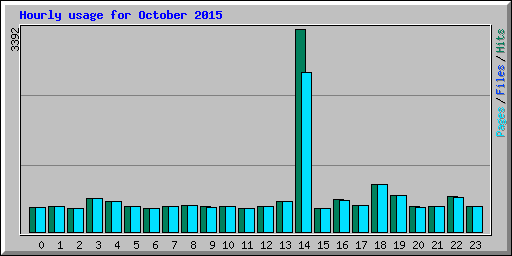 Hourly usage for October 2015
3392
Pages/Files/Hits
0 1 2 3 4 5 6 7 8 9 10 11 12 13 14 15 16 17 18 19 20 21 22 23